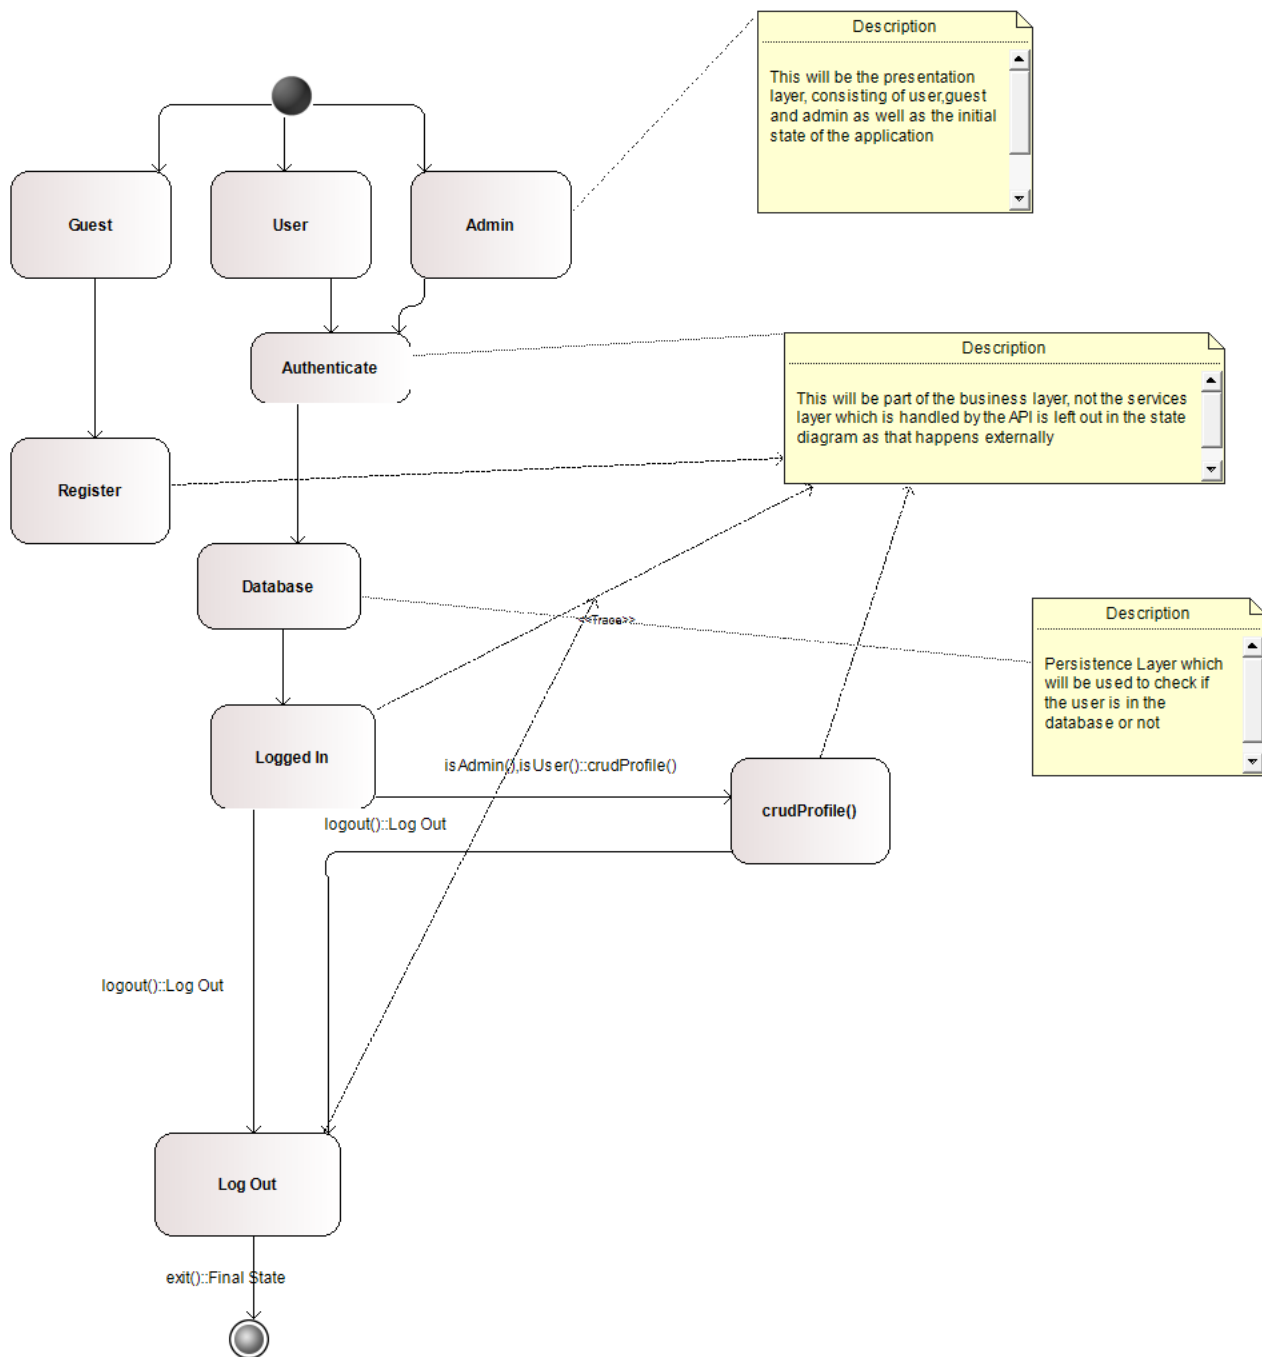 Description
This will be the presentation
layer, consisting of user,guest
and admin as well as the initial
state of the application
Guest
User
Admin
Authenticate
Description
This will be part of the business layer, not the services
layer which is handled by the API is left out in the state
diagram as that happens externally
Register
Database
<<Trace>>
Description
Persistence Layer which
will be used to check if
the user is in the
database or not
Logged In
isAdmin(),isUser()::crudProfile()
crudProfile()
logout()::Log Out
logout()::Log Out
Log Out
exit()::Final State